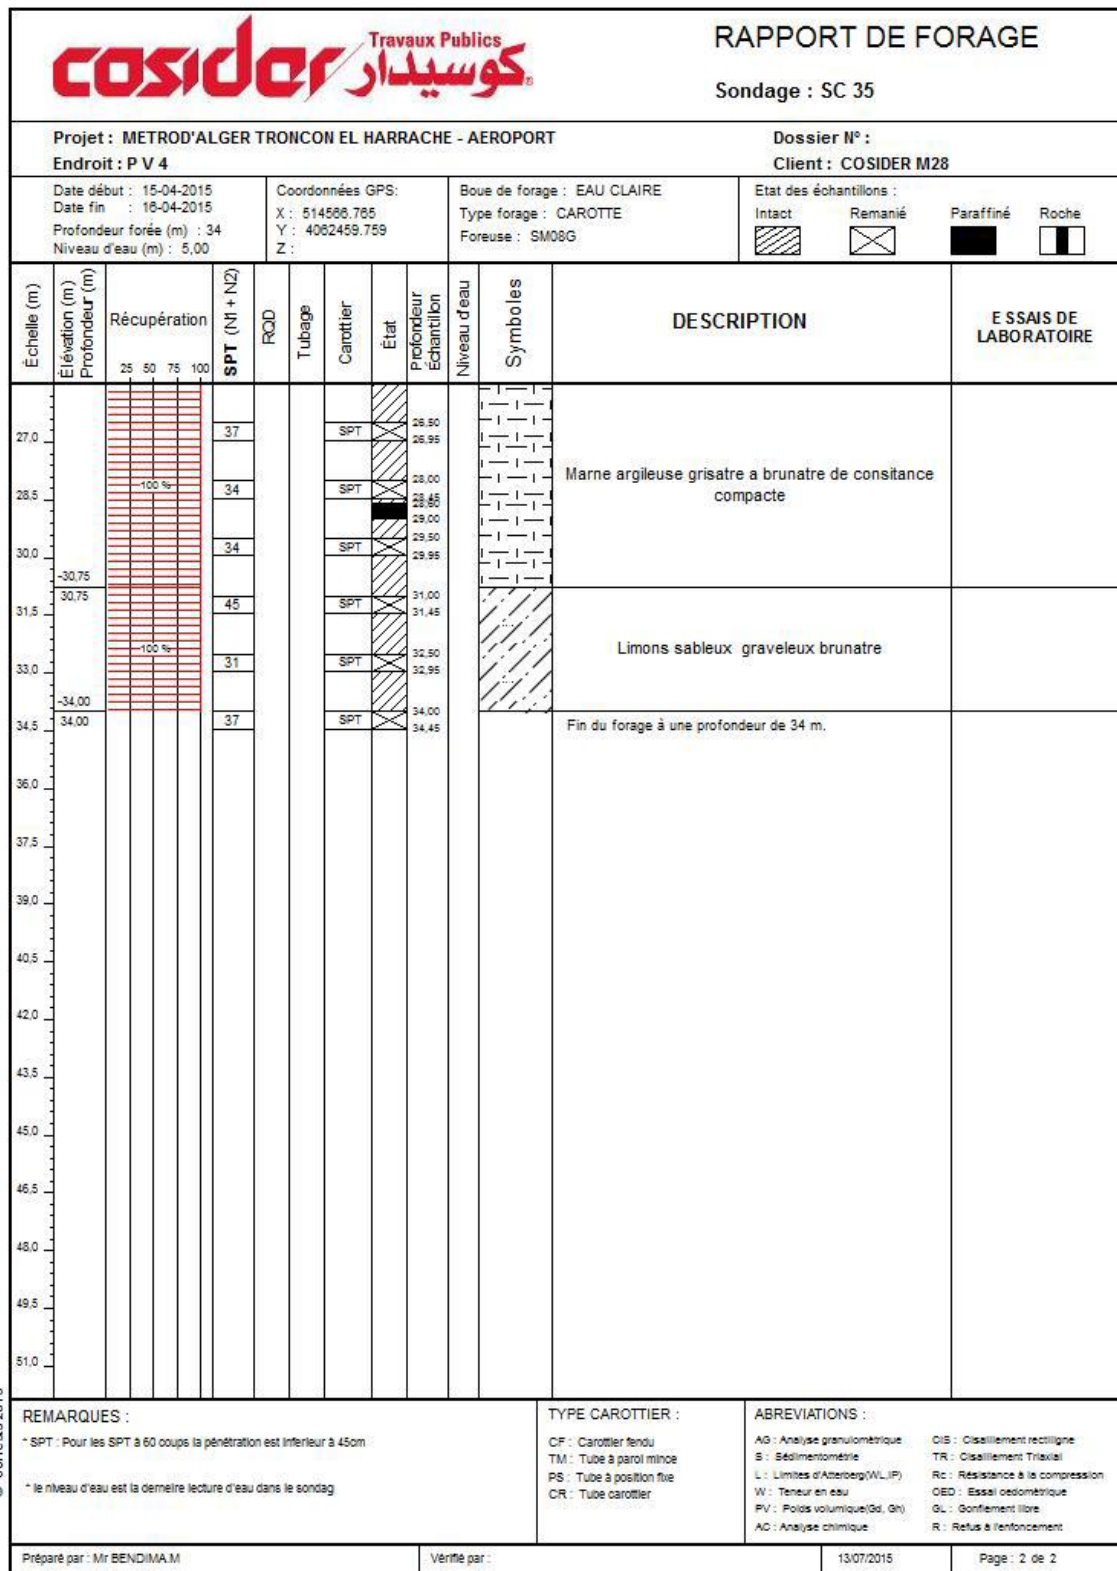 cosider
Travaux Publics
كوسيدار
RAPPORT DE FORAGE
Sondage : SC 35
Projet : METROD'ALGER TRONCON EL HARRACHE - AEROPORT
Endroit : P V 4
Dossier Nº :
Client : COSIDER M28
Date début : 15-04-2015
Date fin : 16-04-2015
Profondeur forée (m) : 34
Niveau d'eau (m) : 5,00
Coordonnées GPS:
X : 514566.765
Y : 4062459.759
Z :
Boue de forage : EAU CLAIRE
Type forage : CAROTTE
Foreuse : SM08G
Etat des échantillons :
Intact Remanié Paraffiné Roche
Échelle (m)
Élévation (m)
Profondeur (m)
Récupération
25 50 75 100
SPT (N1 + N2)
RQD
Tubage
Carottier
État
Profondeur
Échantillon
Niveau d'eau
Symboles
DESCRIPTION
E SSAIS DE
LABORATOIRE
37 SPT 26,50
26,95
27,0
100 %
34 SPT 28,00
28,45
28,60
28,5
29,00
34 SPT 29,50
29,95
30,0
Marne argileuse grisatre a brunatre de consitance
compacte
-30,75
30,75
45 SPT 31,00
31,45
31,5
100 %
31 SPT 32,50
32,95
33,0
Limons sableux graveleux brunatre
-34,00
34,00
37 SPT 34,00
34,45
34,5
Fin du forage à une profondeur de 34 m.
36,0
37,5
39,0
40,5
42,0
43,5
45,0
46,5
48,0
49,5
51,0
REMARQUES :
* SPT : Pour les SPT à 60 coups la pénétration est inferieur à 45cm
* le niveau d'eau est la derneire lecture d'eau dans le sondag
TYPE CAROTTIER :
CF : Carottier fendu
TM : Tube à paroi mince
PS : Tube à position fixe
CR : Tube carottier
ABREVIATIONS :
AG : Analyse granulométrique
S : Sédimentométrie
L : Limites d'Atterberg(WL,IP)
W : Teneur en eau
PV : Poids volumique(Gd, Gh)
AC : Analyse chimique
CIS : Cisaillement rectiligne
TR : Cisaillement Triaxial
Rc : Résistance à la compression
OED : Essai oedométrique
GL : Gonflement libre
R : Refus à l'enfoncement
Préparé par : Mr BENDIMA.M
Vérifié par :
13/07/2015
Page : 2 de 2